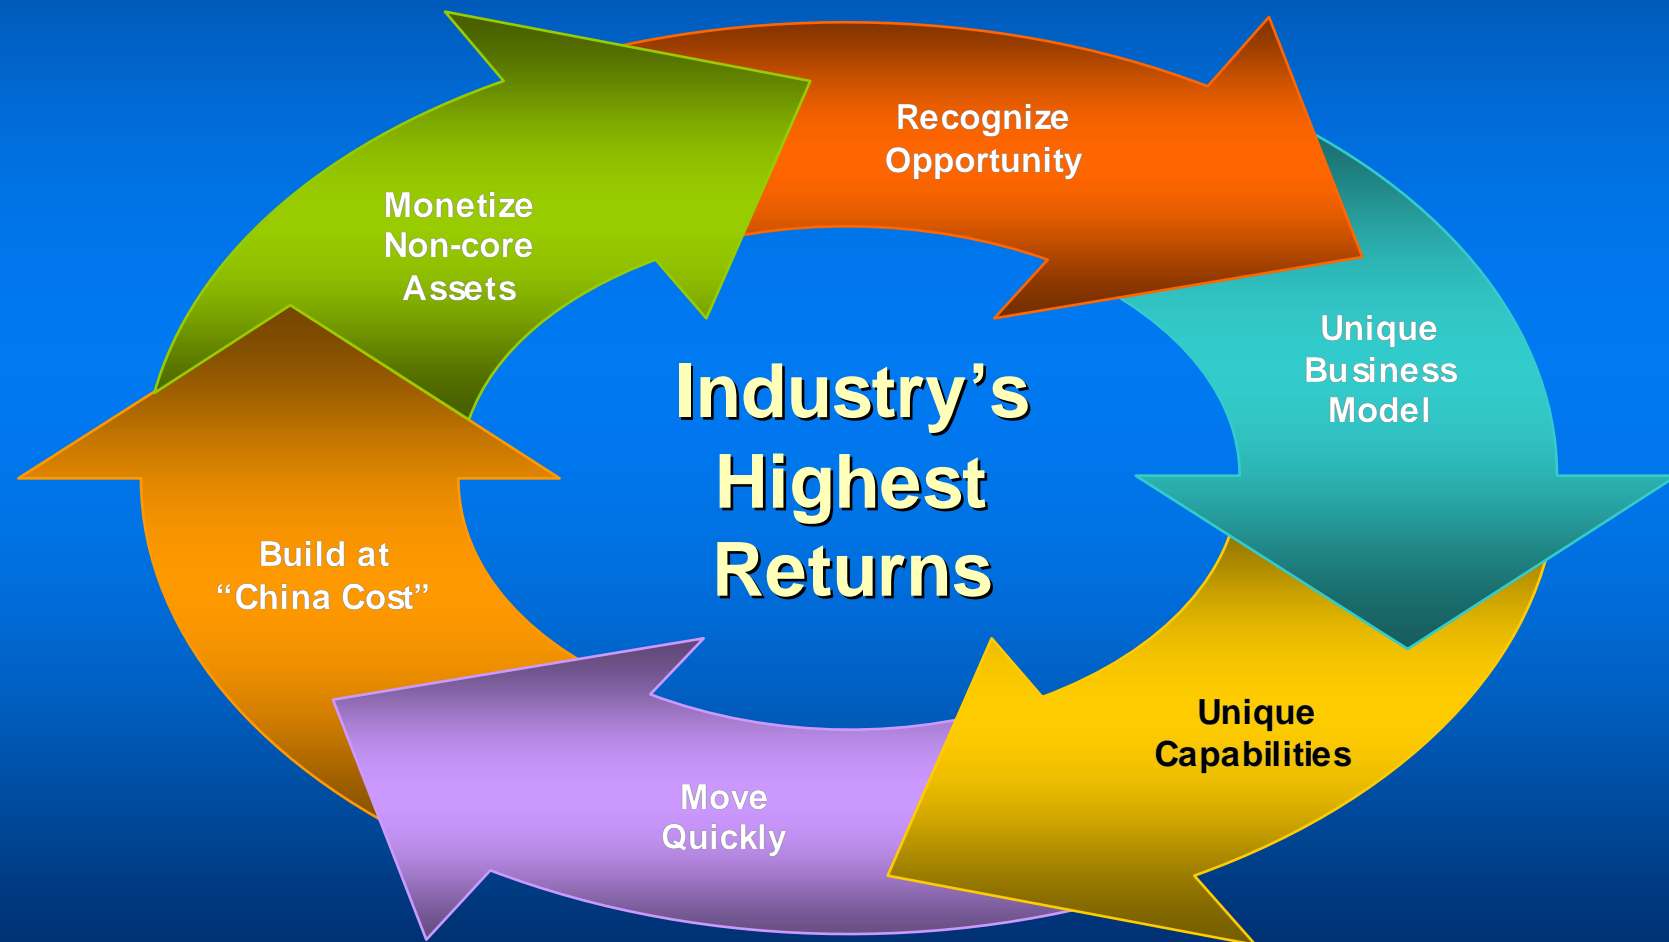 Recognize
Opportunity
Unique
Business
Model
Unique
Capabilities
Move
Quickly
Build at
“China Cost”
Monetize
Non-core
Assets
Industry’s
Highest
Returns